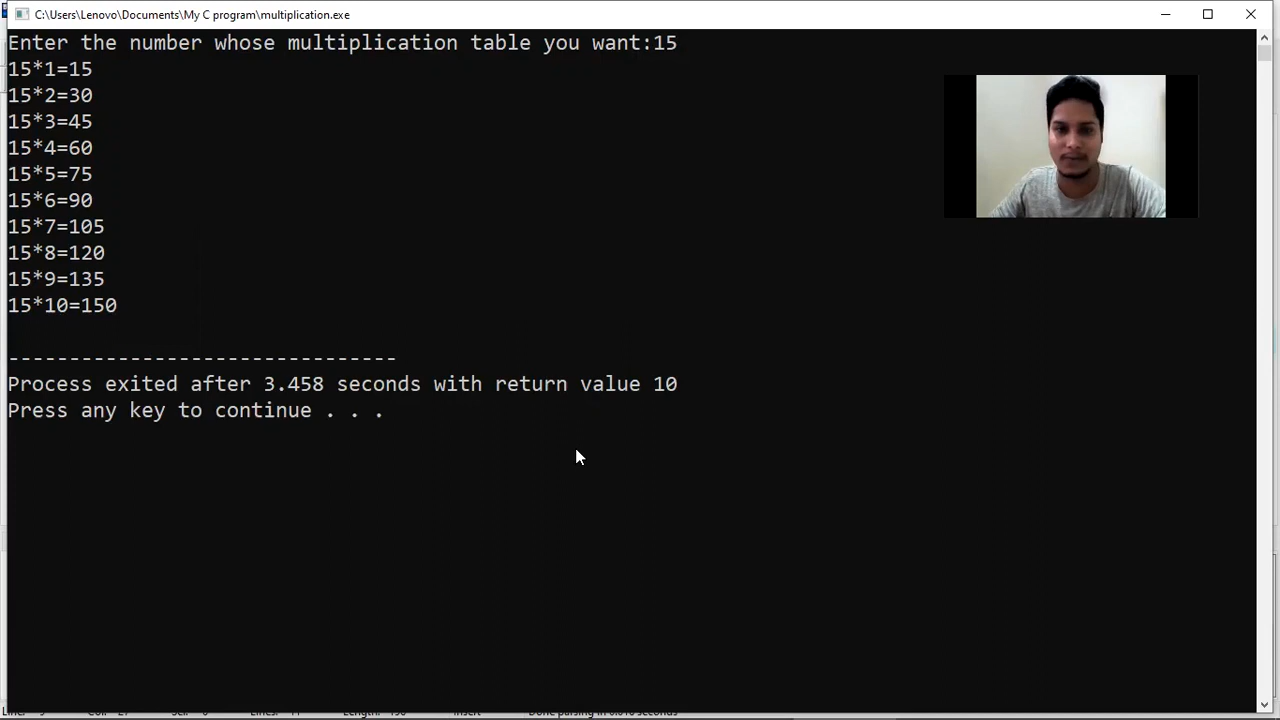 C:\Users\Lenovo\Documents\My C program\multiplication.exe
Enter the number whose multiplication table you want:15
15*1=15
15*2=30
15*3=45
15*4=60
15*5=75
15*6=90
15*7=105
15*8=120
15*9=135
15*10=150
--------------------------------
Process exited after 3.458 seconds with return value 10
Press any key to continue . . .